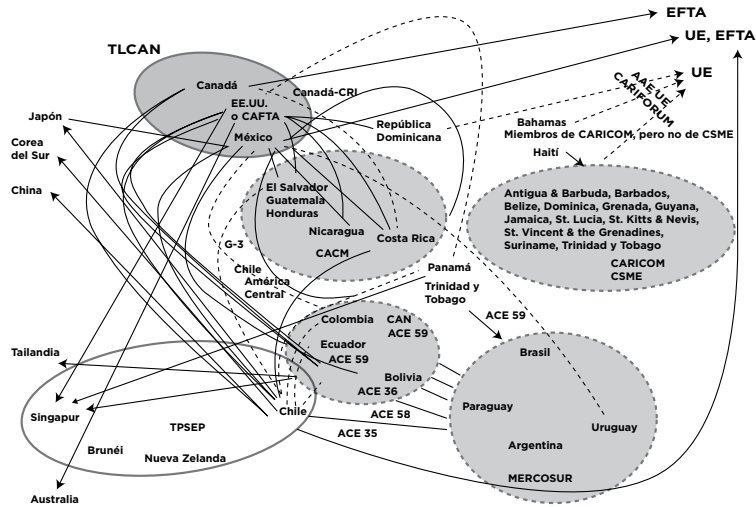 EFTA
UE, EFTA
UE
AAE UE,
CARIFORUM
TLCAN
Canadá
Canadá-CRI
EE.UU.
o CAFTA
México
Japón
Corea
del Sur
China
República
Dominicana
Bahamas
Miembros de CARICOM, pero no de CSME
Haití
Antigua & Barbuda, Barbados,
Belize, Dominica, Grenada, Guyana,
Jamaica, St. Lucia, St. Kitts & Nevis,
St. Vincent & the Grenadines,
Suriname, Trinidad y Tobago
CARICOM
CSME
El Salvador
Guatemala
Honduras
Nicaragua
Costa Rica
CACM
G-3
Chile
América
Central
Panamá
Trinidad y
Tobago
ACE 59
Colombia
CAN
ACE 59
Ecuador
ACE 59
Bolivia
ACE 36
ACE 58
ACE 35
Brasil
Paraguay
Uruguay
Argentina
MERCOSUR
Tailandia
Singapur
Chile
TPSEP
Brunéi
Nueva Zelanda
Australia